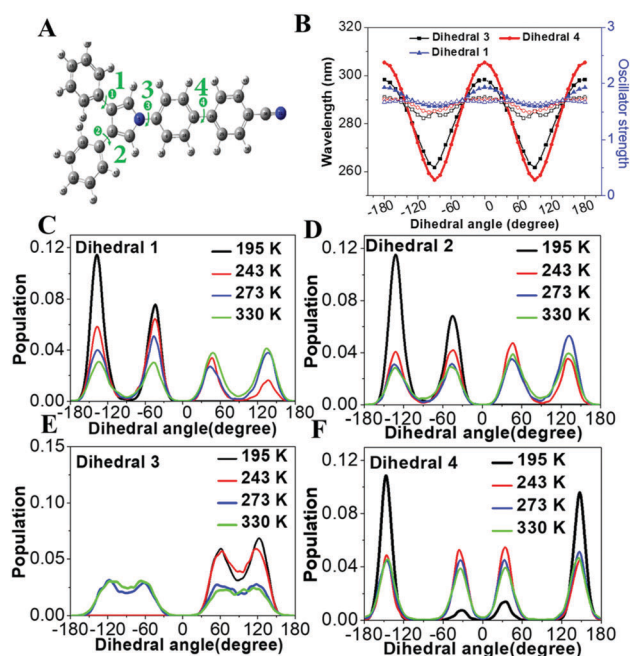 A
1
3
4
1
3
4
2
2
B
Dihedral 3
Dihedral 4
Dihedral 1
Wavelength (nm)
320
300
280
260
Oscillator strength
3
2
1
0
-180 -120 -60 0 60 120 180
Dihedral angle (degree)
C
Dihedral 1
195 K
243 K
273 K
330 K
Population
0.12
0.08
0.04
0.00
-180 -120 -60 0 60 120 180
Dihedral angle(degree)
D
Dihedral 2
195 K
243 K
273 K
330 K
Population
0.12
0.08
0.04
0.00
-180 -120 -60 0 60 120 180
Dihedral angle(degree)
E
Dihedral 3
195 K
243 K
273 K
330 K
Population
0.15
0.10
0.05
0.00
-180 -120 -60 0 60 120 180
Dihedral angle(degree)
F
Dihedral 4
195 K
243 K
273 K
330 K
Population
0.12
0.08
0.04
0.00
-180 -120 -60 0 60 120 180
Dihedral angle(degree)